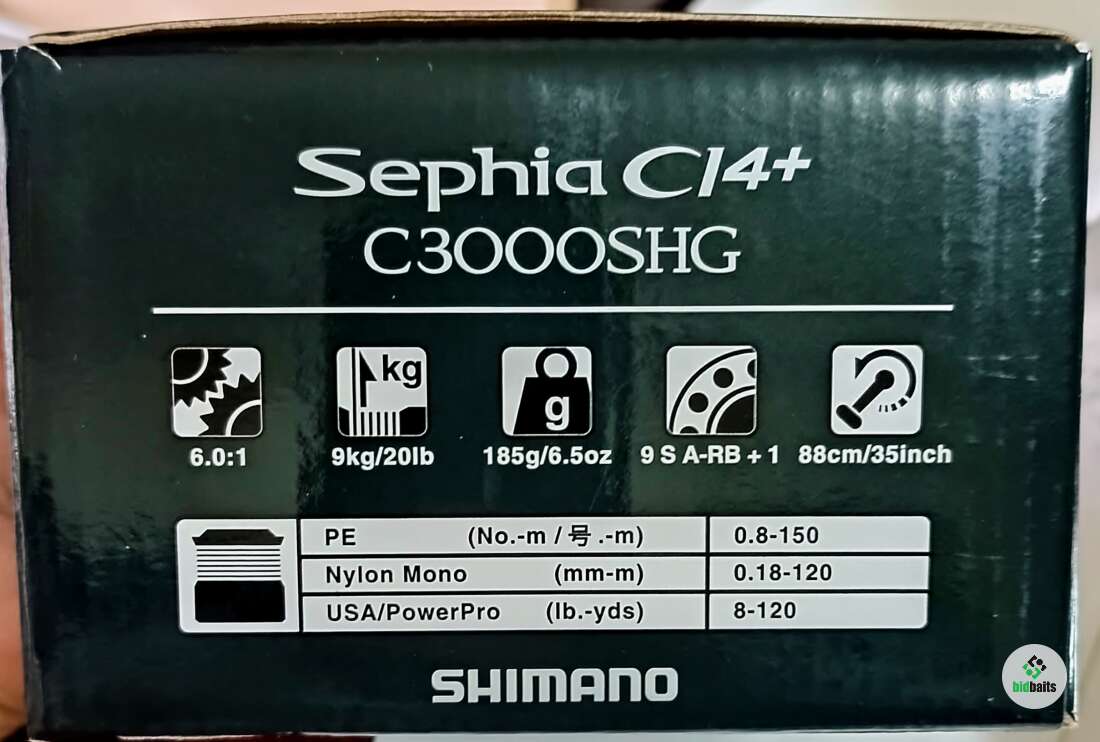 Sephia CI4+
C3000SHG
kg
g
6.0:1 9kg/20lb 185g/6.5oz 9 S A-RB + 1 88cm/35inch
PE (No.-m / 号 .-m) 0.8-150
Nylon Mono (mm-m) 0.18-120
USA/PowerPro (lb.-yds) 8-120
SHIMANO
bidbaits